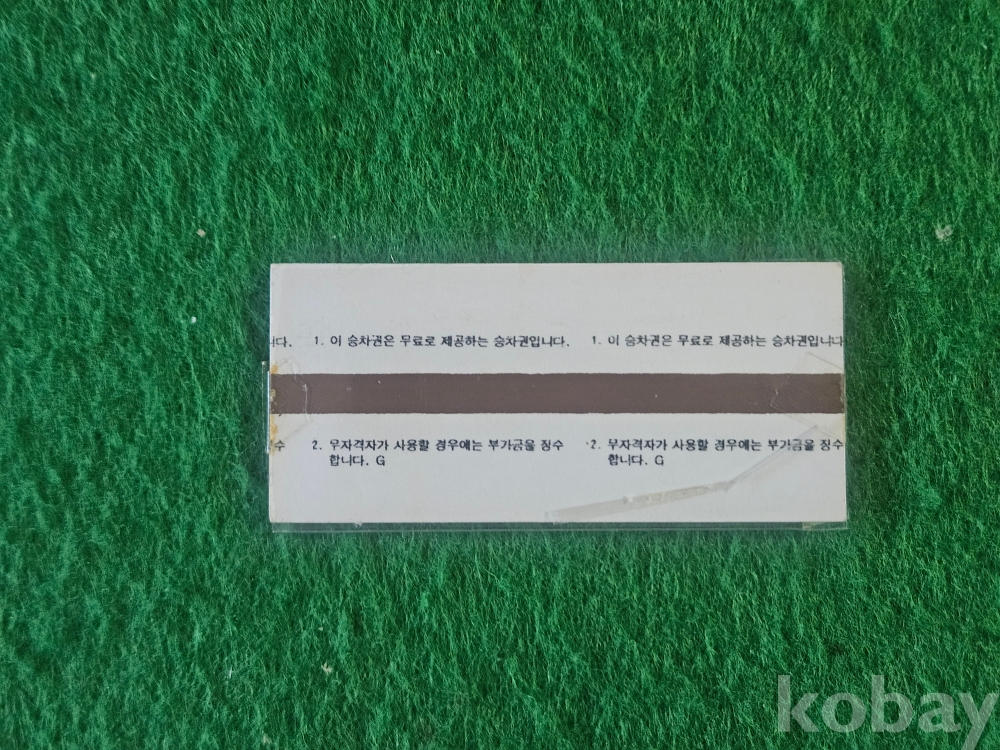 니다. 1. 이 승차권은 무료로 제공하는 승차권입니다. 1. 이 승차권은 무료로 제공하는 승차권입니다
수 2. 무자격자가 사용할 경우에는 부가금을 징수 2. 무자격자가 사용할 경우에는 부가금을 징수
합니다. G 합니다. G
kobay